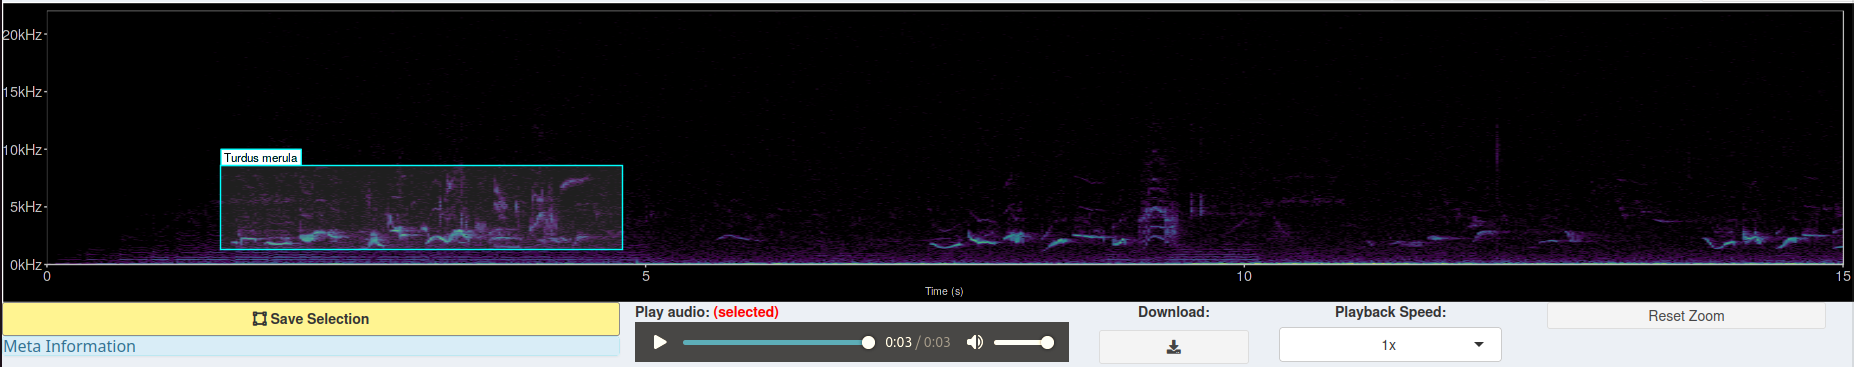 20kHz
15kHz
10kHz
5kHz
0kHz
Turdus merula
0 5 10 15
Time (s)
Save Selection
Meta Information
Play audio: (selected)
0:03 / 0:03
Download:
Playback Speed:
1x
Reset Zoom